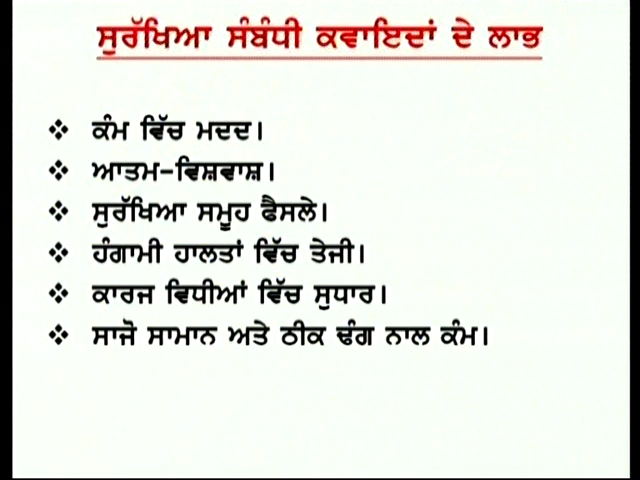 ਸੁਰੱਖਿਆ ਸੰਬੰਧੀ ਕਵਾਇਦਾਂ ਦੇ ਲਾਭ
❖ ਕੰਮ ਵਿੱਚ ਮਦਦ।
❖ ਆਤਮ-ਵਿਸ਼ਵਾਸ਼।
❖ ਸੁਰੱਖਿਆ ਸਮੂਹ ਫੈਸਲੇ।
❖ ਹੰਗਾਮੀ ਹਾਲਤਾਂ ਵਿੱਚ ਤੇਜੀ।
❖ ਕਾਰਜ ਵਿਧੀਆਂ ਵਿੱਚ ਸੁਧਾਰ।
❖ ਸਾਜੋ ਸਾਮਾਨ ਅਤੇ ਠੀਕ ਢੰਗ ਨਾਲ ਕੰਮ।